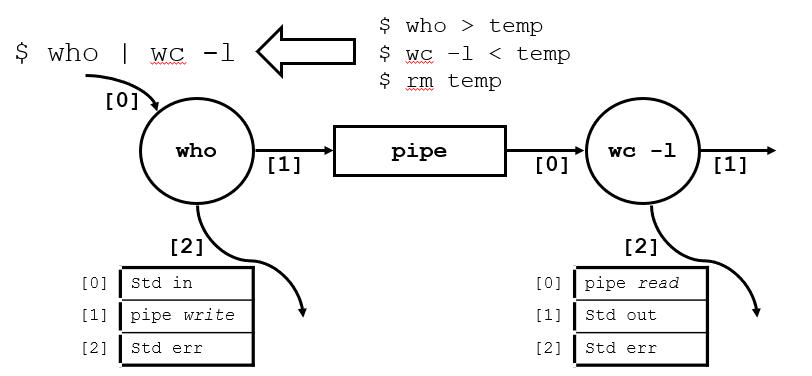 $ who > temp
$ who | wc -l
$ wc -l < temp
$ rm temp
[0]
who
[1]
pipe
[0]
wc -l
[1]
[2]
[2]
[0] Std in
[1] pipe write
[2] Std err
[0] pipe read
[1] Std out
[2] Std err